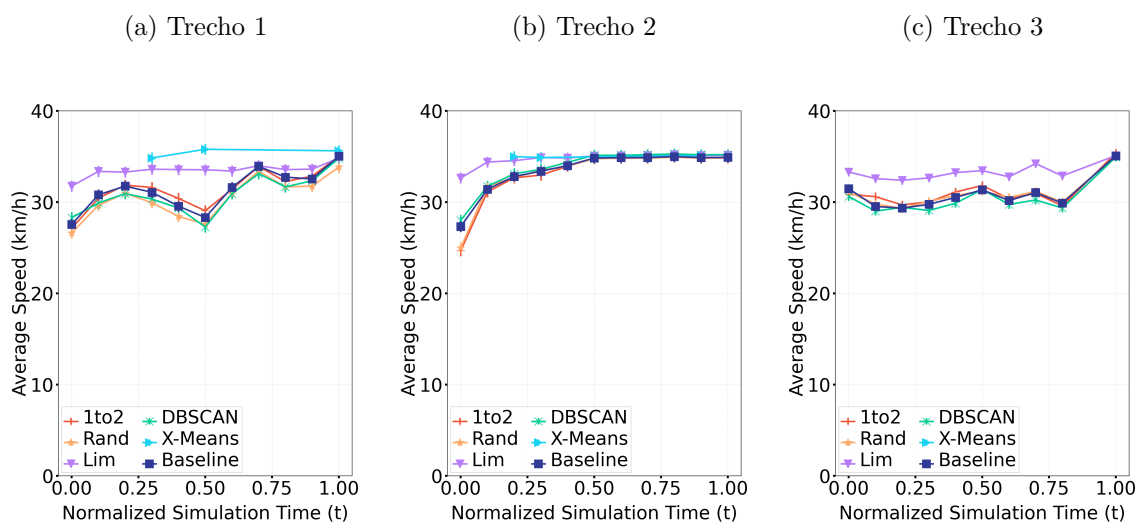 (a) Trecho 1
(b) Trecho 2
(c) Trecho 3
Average Speed (km/h)
40
30
20
10
0
1to2
Rand
Lim
DBSCAN
X-Means
Baseline
0.00 0.25 0.50 0.75 1.00
Normalized Simulation Time (t)
Average Speed (km/h)
40
30
20
10
0
1to2
Rand
Lim
DBSCAN
X-Means
Baseline
0.00 0.25 0.50 0.75 1.00
Normalized Simulation Time (t)
Average Speed (km/h)
40
30
20
10
0
1to2
Rand
Lim
DBSCAN
X-Means
Baseline
0.00 0.25 0.50 0.75 1.00
Normalized Simulation Time (t)